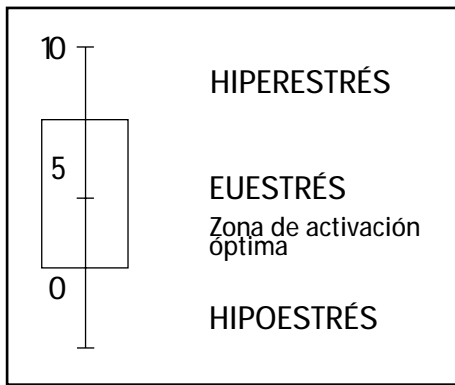 10
HIPERESTRÉS
5
EUESTRÉS
Zona de activación
óptima
0
HIPOESTRÉS